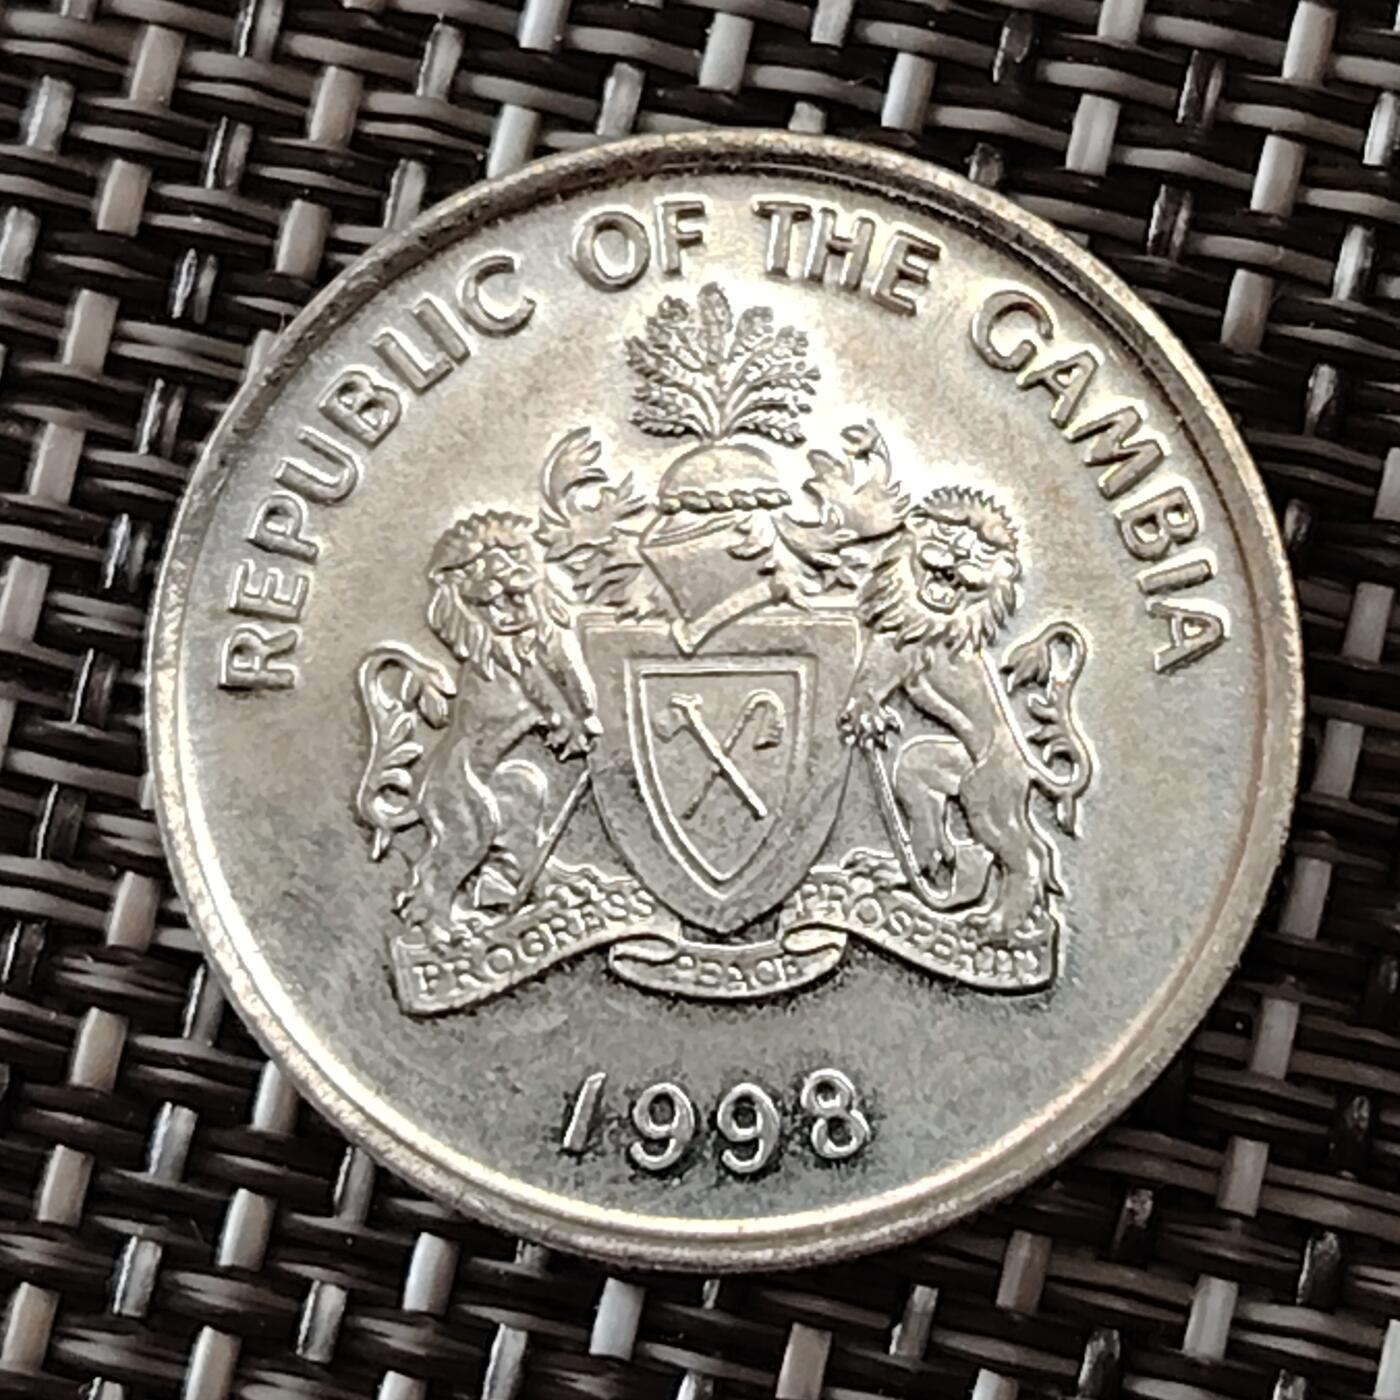 REPUBLIC OF THE GAMBIA
PROGRESS PEACE PROSPERITY
1998